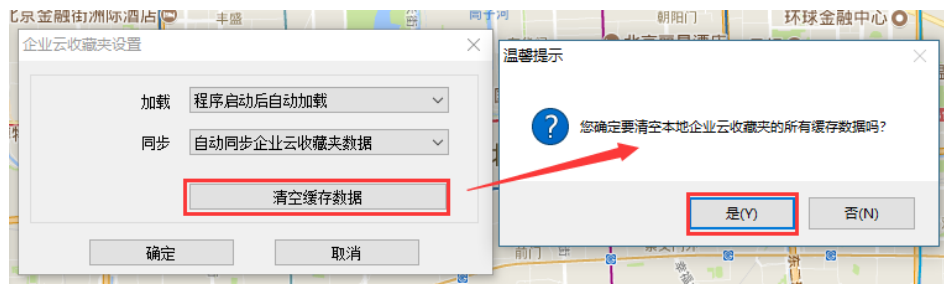 北京金融街洲际酒店
丰盛
朝阳门
环球金融中心
企业云收藏夹设置
加载
程序启动后自动加载
同步
自动同步企业云收藏夹数据
清空缓存数据
确定
取消
温馨提示
您确定要清空本地企业云收藏夹的所有缓存数据吗?
是(Y)
否(N)
前门